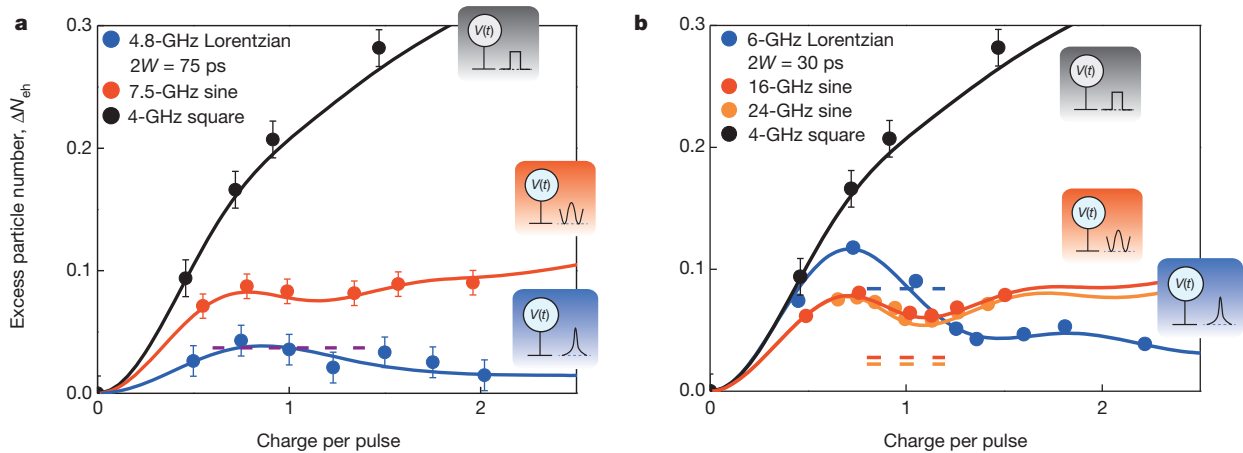 a
0.3
0.2
0.1
0.0
Excess particle number, ΔN_eh
4.8-GHz Lorentzian
2W = 75 ps
7.5-GHz sine
4-GHz square
V(t)
V(t)
V(t)
0
1
2
Charge per pulse
b
0.3
0.2
0.1
0.0
6-GHz Lorentzian
2W = 30 ps
16-GHz sine
24-GHz sine
4-GHz square
V(t)
V(t)
V(t)
0
1
2
Charge per pulse